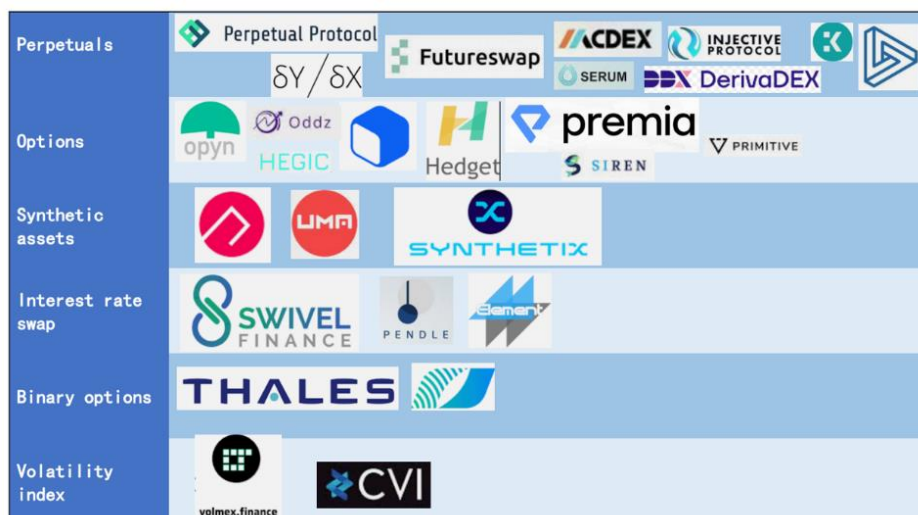 Perpetuals
Perpetual Protocol
δY/δX
Futureswap
MCDEX
SERUM
INJECTIVE
PROTOCOL
DDX DerivaDEX
Options
opyn
Oddz
HEGIC
Hedget
premia
SIREN
PRIMITIVE
Synthetic
assets
UMA
SYNTHETIX
Interest rate
swap
SWIVEL
FINANCE
PENDLE
Element
Binary options
THALES
Volatility
index
volmex.finance
CVI